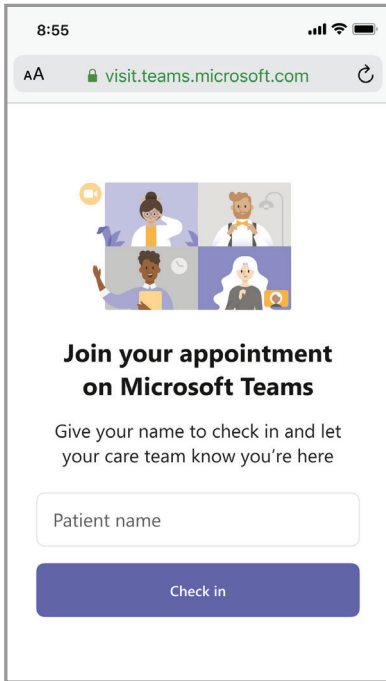 8:55
AA visit.teams.microsoft.com
Join your appointment
on Microsoft Teams
Give your name to check in and let
your care team know you’re here
Patient name
Check in